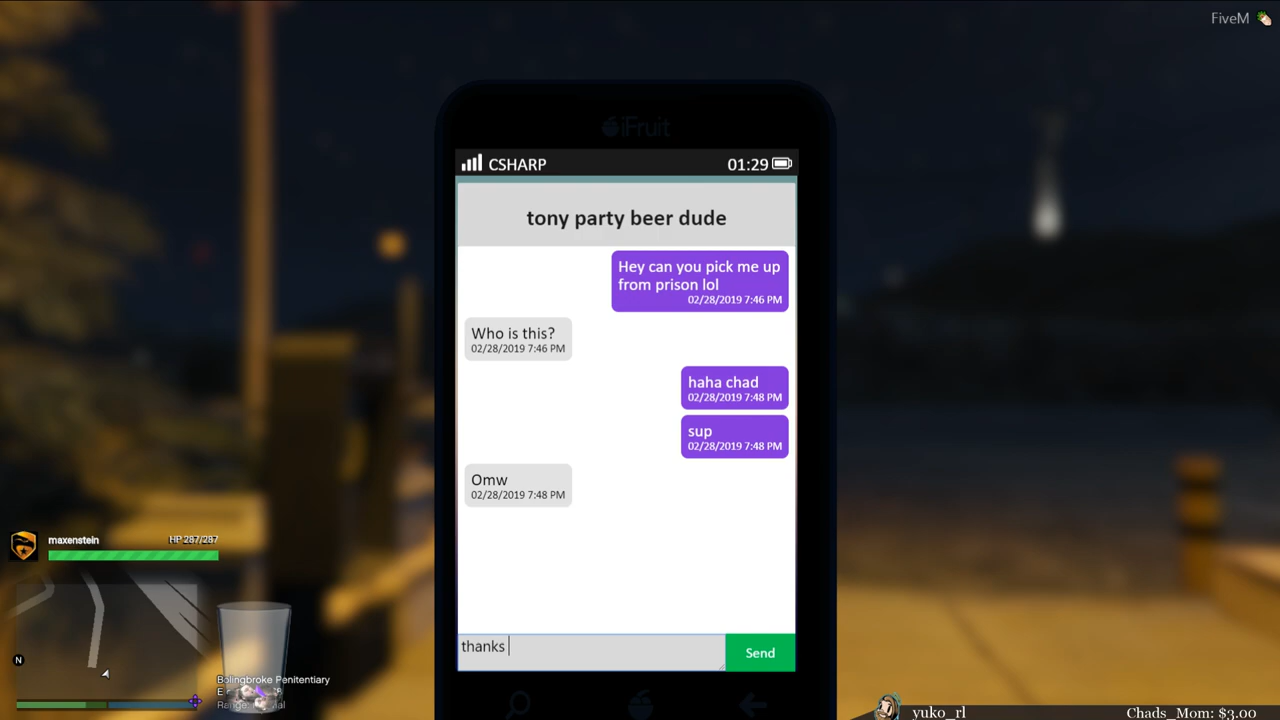 FiveM
iFruit
CSHARP 01:29
tony party beer dude
Hey can you pick me up
from prison lol
02/28/2019 7:46 PM
Who is this?
02/28/2019 7:46 PM
haha chad
02/28/2019 7:48 PM
sup
02/28/2019 7:48 PM
Omw
02/28/2019 7:48 PM
thanks
Send
maxenstein HP 287/287
N
Bolingbroke Penitentiary
yuko_rl Chads_Mom: $3.00